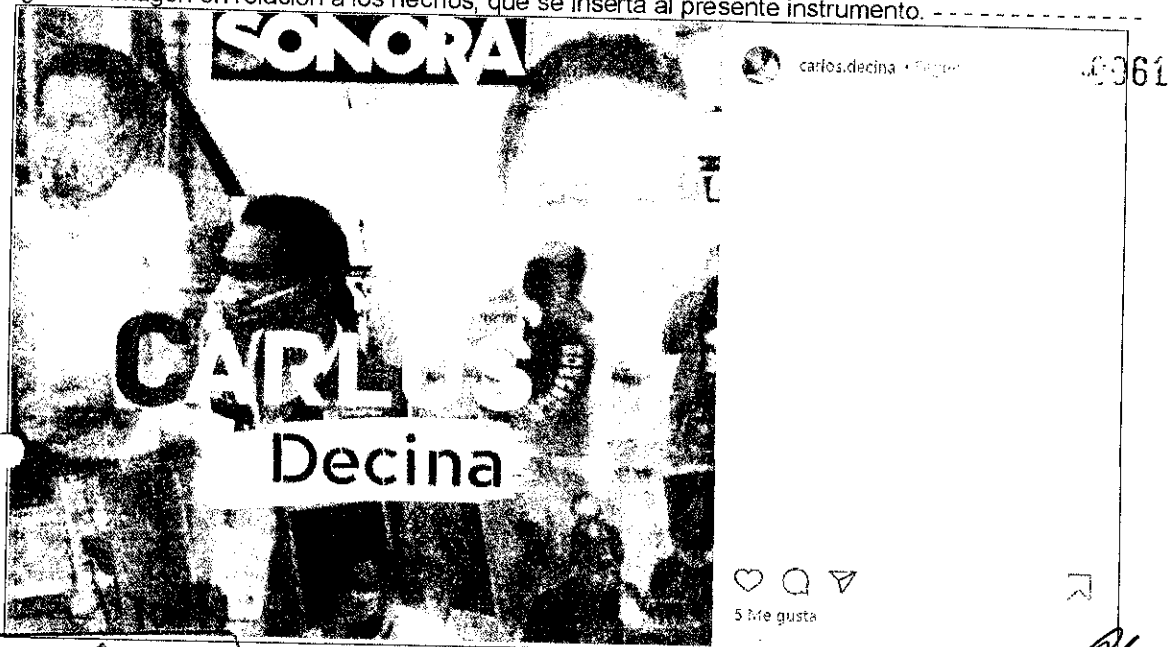 imagen en relación a los hechos, que se inserta al presente instrumento. - - - - - - - - - - - - - - - -
SONORA
carlos.decina •
0061
CARLOS
Decina
5 Me gusta